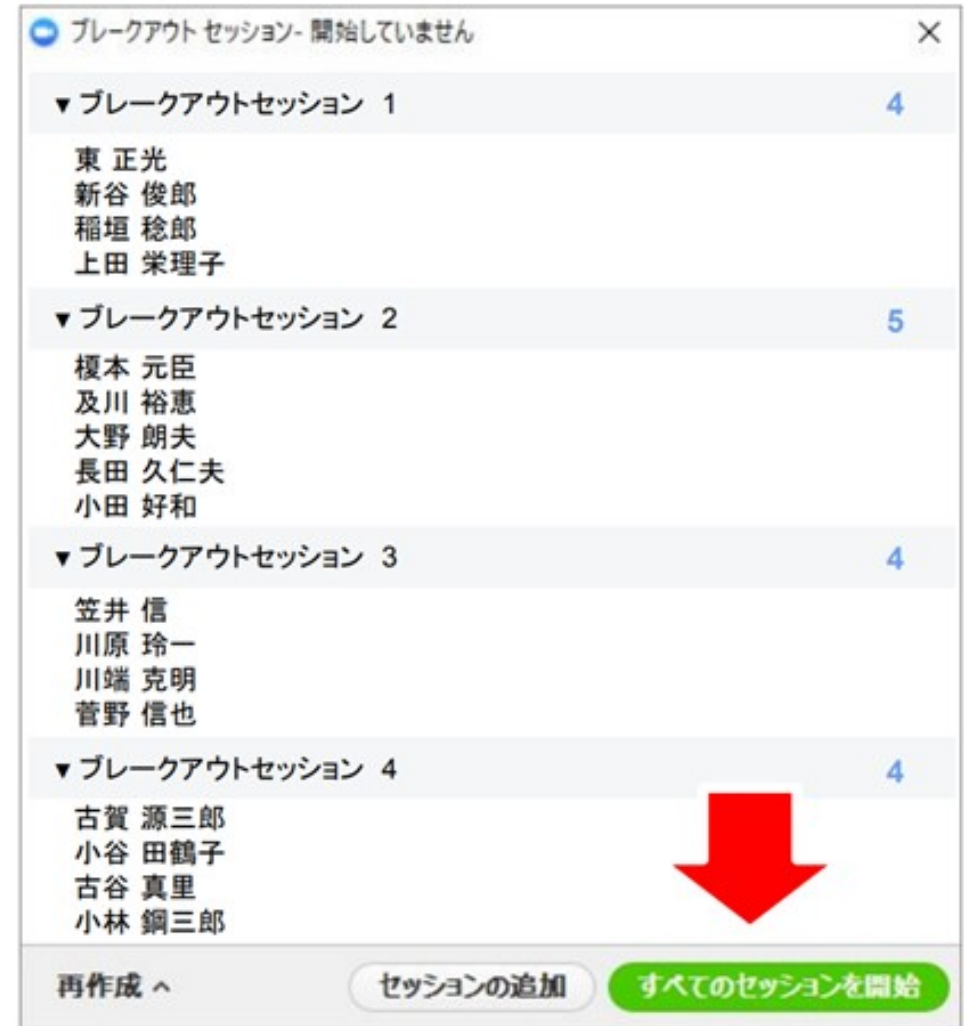 ブレークアウト セッション- 開始していません
▼ ブレークアウトセッション 1 4
東 正光
新谷 俊郎
稲垣 稔郎
上田 栄理子
▼ ブレークアウトセッション 2 5
榎本 元臣
及川 裕恵
大野 朗夫
長田 久仁夫
小田 好和
▼ ブレークアウトセッション 3 4
笠井 信
川原 玲一
川端 克明
菅野 信也
▼ ブレークアウトセッション 4 4
古賀 源三郎
小谷 田鶴子
古谷 真里
小林 鋼三郎
再作成 セッションの追加 すべてのセッションを開始